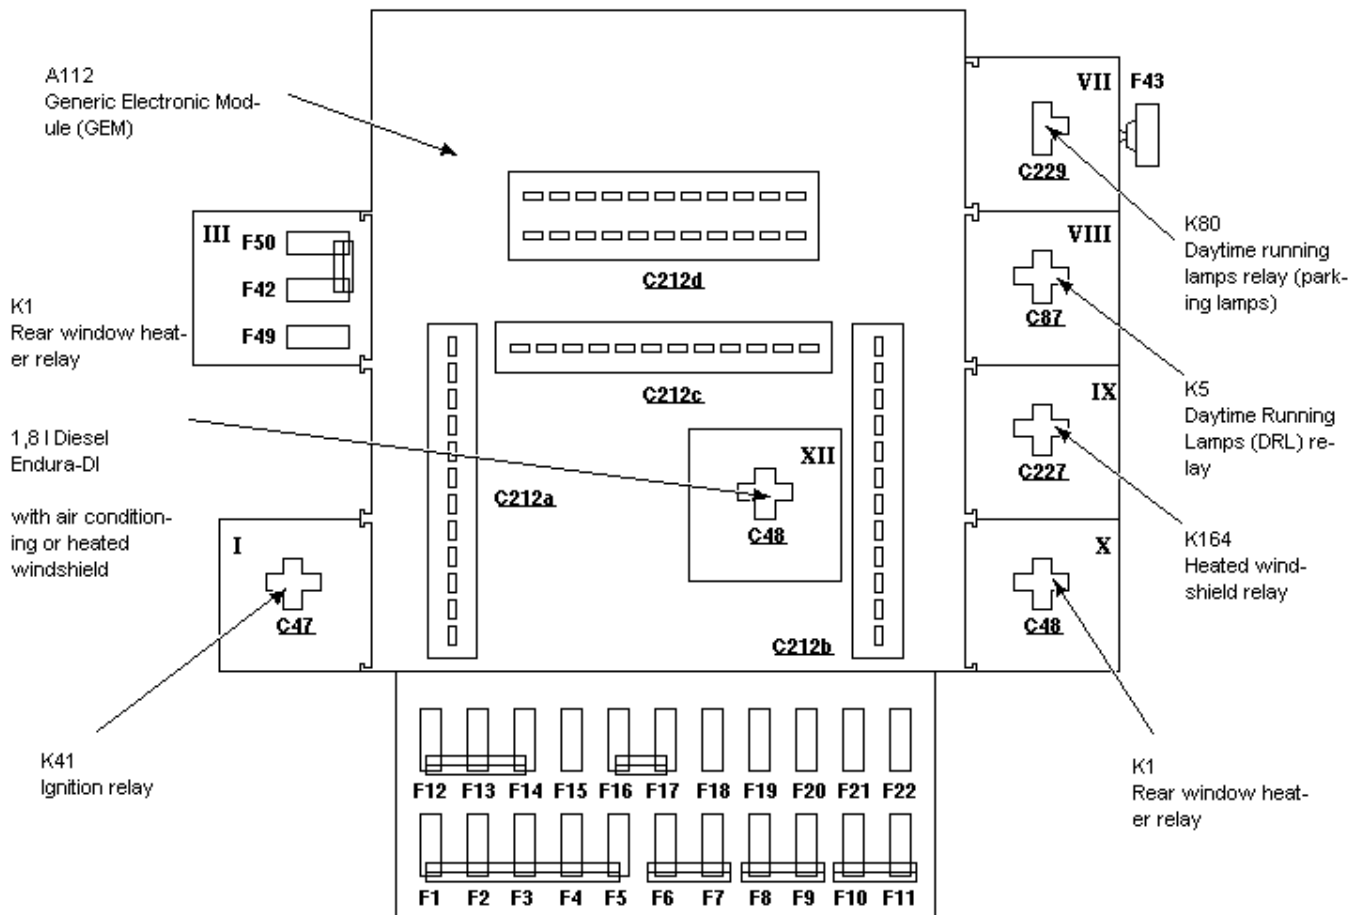 A112
Generic Electronic Mod-
ule (GEM)
VII
F43
C229
K80
Daytime running
lamps relay (park-
ing lamps)
III
F50
F42
F49
C212d
VIII
C87
K1
Rear window heat-
er relay
C212c
IX
C227
K5
Daytime Running
Lamps (DRL) re-
lay
1,8 l Diesel
Endura-DI
with air condition-
ing or heated
windshield
C212a
XII
C48
K164
Heated wind-
shield relay
I
C47
X
C48
C212b
K41
Ignition relay
K1
Rear window heat-
er relay
F12 F13 F14 F15 F16 F17 F18 F19 F20 F21 F22
F1 F2 F3 F4 F5 F6 F7 F8 F9 F10 F11